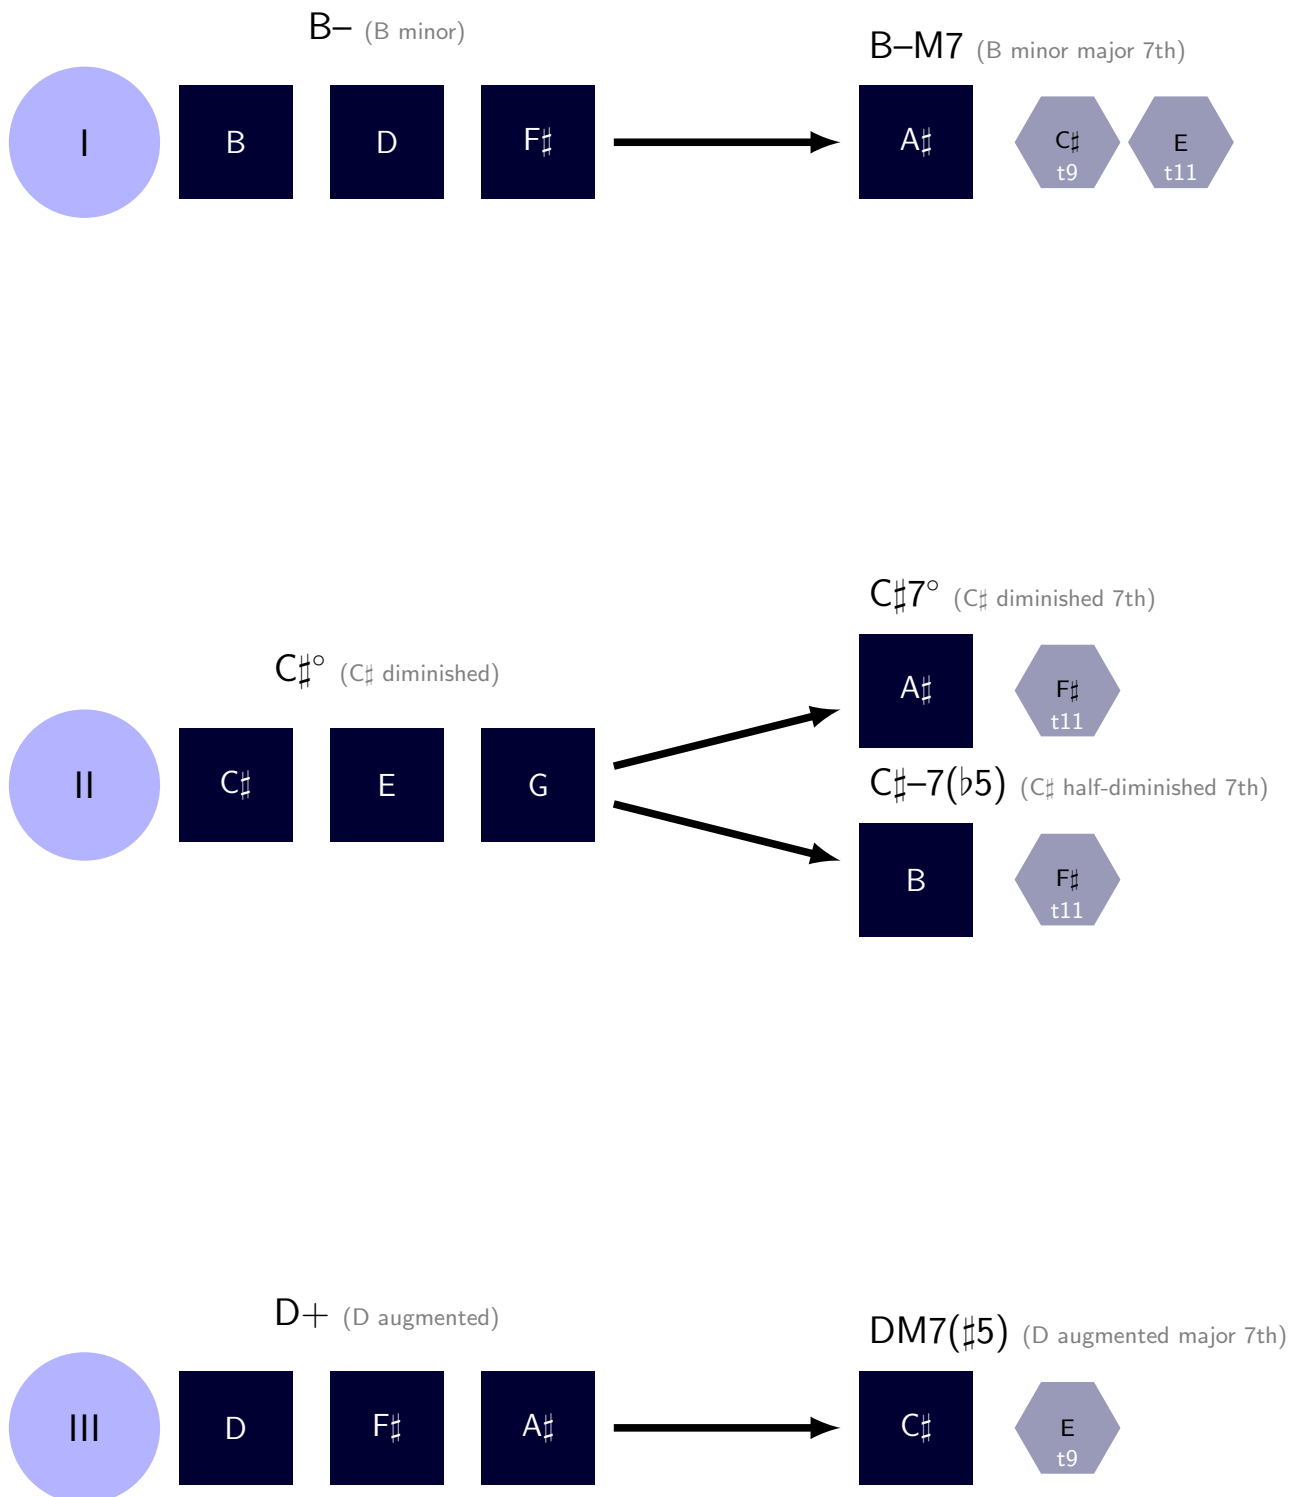 B– (B minor)
B–M7 (B minor major 7th)
I B D F♯ A♯ C♯ E
t9 t11
C♯7° (C♯ diminished 7th)
A♯ F♯
t11
C♯° (C♯ diminished)
II C♯ E G
C♯–7(♭5) (C♯ half-diminished 7th)
B F♯
t11
D+ (D augmented)
DM7(♯5) (D augmented major 7th)
III D F♯ A♯ C♯ E
t9